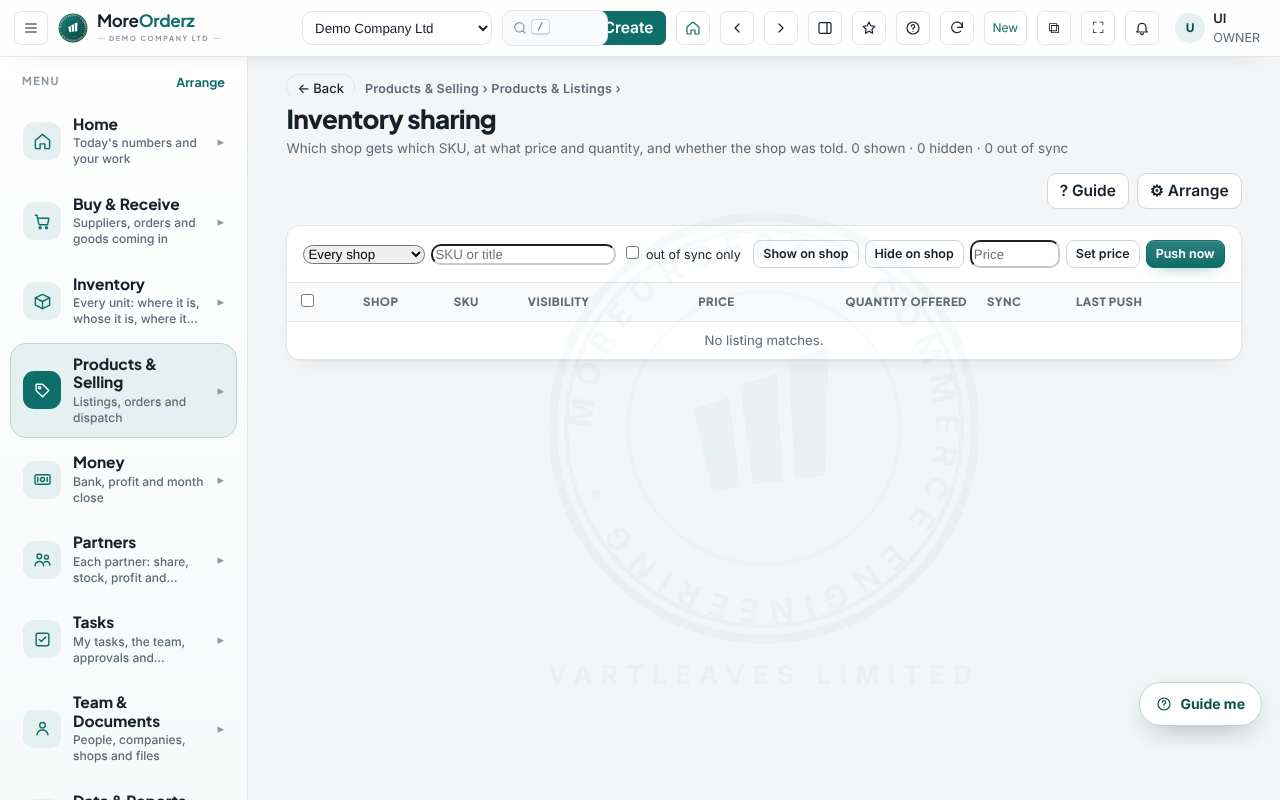 MoreOrderz
— DEMO COMPANY LTD —
Demo Company Ltd
/
Create
New
U
UI
OWNER
MENU
Arrange
Home
Today's numbers and
your work
Buy & Receive
Suppliers, orders and
goods coming in
Inventory
Every unit: where it is,
whose it is, where it...
Products &
Selling
Listings, orders and
dispatch
Money
Bank, profit and month
close
Partners
Each partner: share,
stock, profit and...
Tasks
My tasks, the team,
approvals and...
Team &
Documents
People, companies,
shops and files
Data & Reports
← Back
Products & Selling › Products & Listings ›
Inventory sharing
Which shop gets which SKU, at what price and quantity, and whether the shop was told. 0 shown · 0 hidden · 0 out of sync
? Guide
⚙ Arrange
Every shop
SKU or title
out of sync only
Show on shop
Hide on shop
Price
Set price
Push now
SHOP SKU VISIBILITY PRICE QUANTITY OFFERED SYNC LAST PUSH
No listing matches.
MOREORDERZ COMMERCE ENGINEERING
VARTLEAVES LIMITED
Guide me